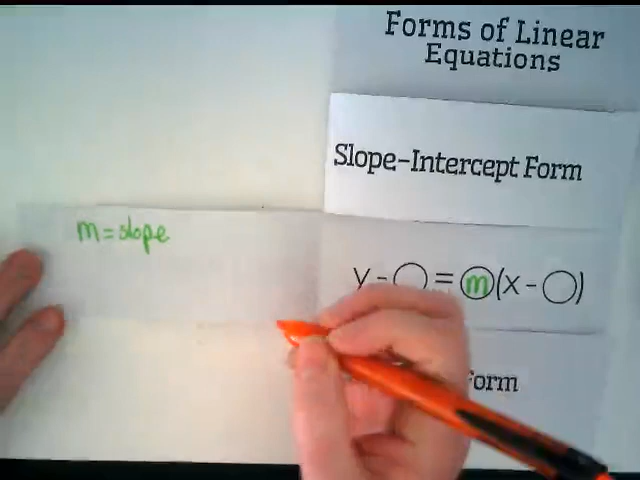 Forms of Linear
Equations
Slope-Intercept Form
m = slope
y - ◯ = m (x - ◯)
Form